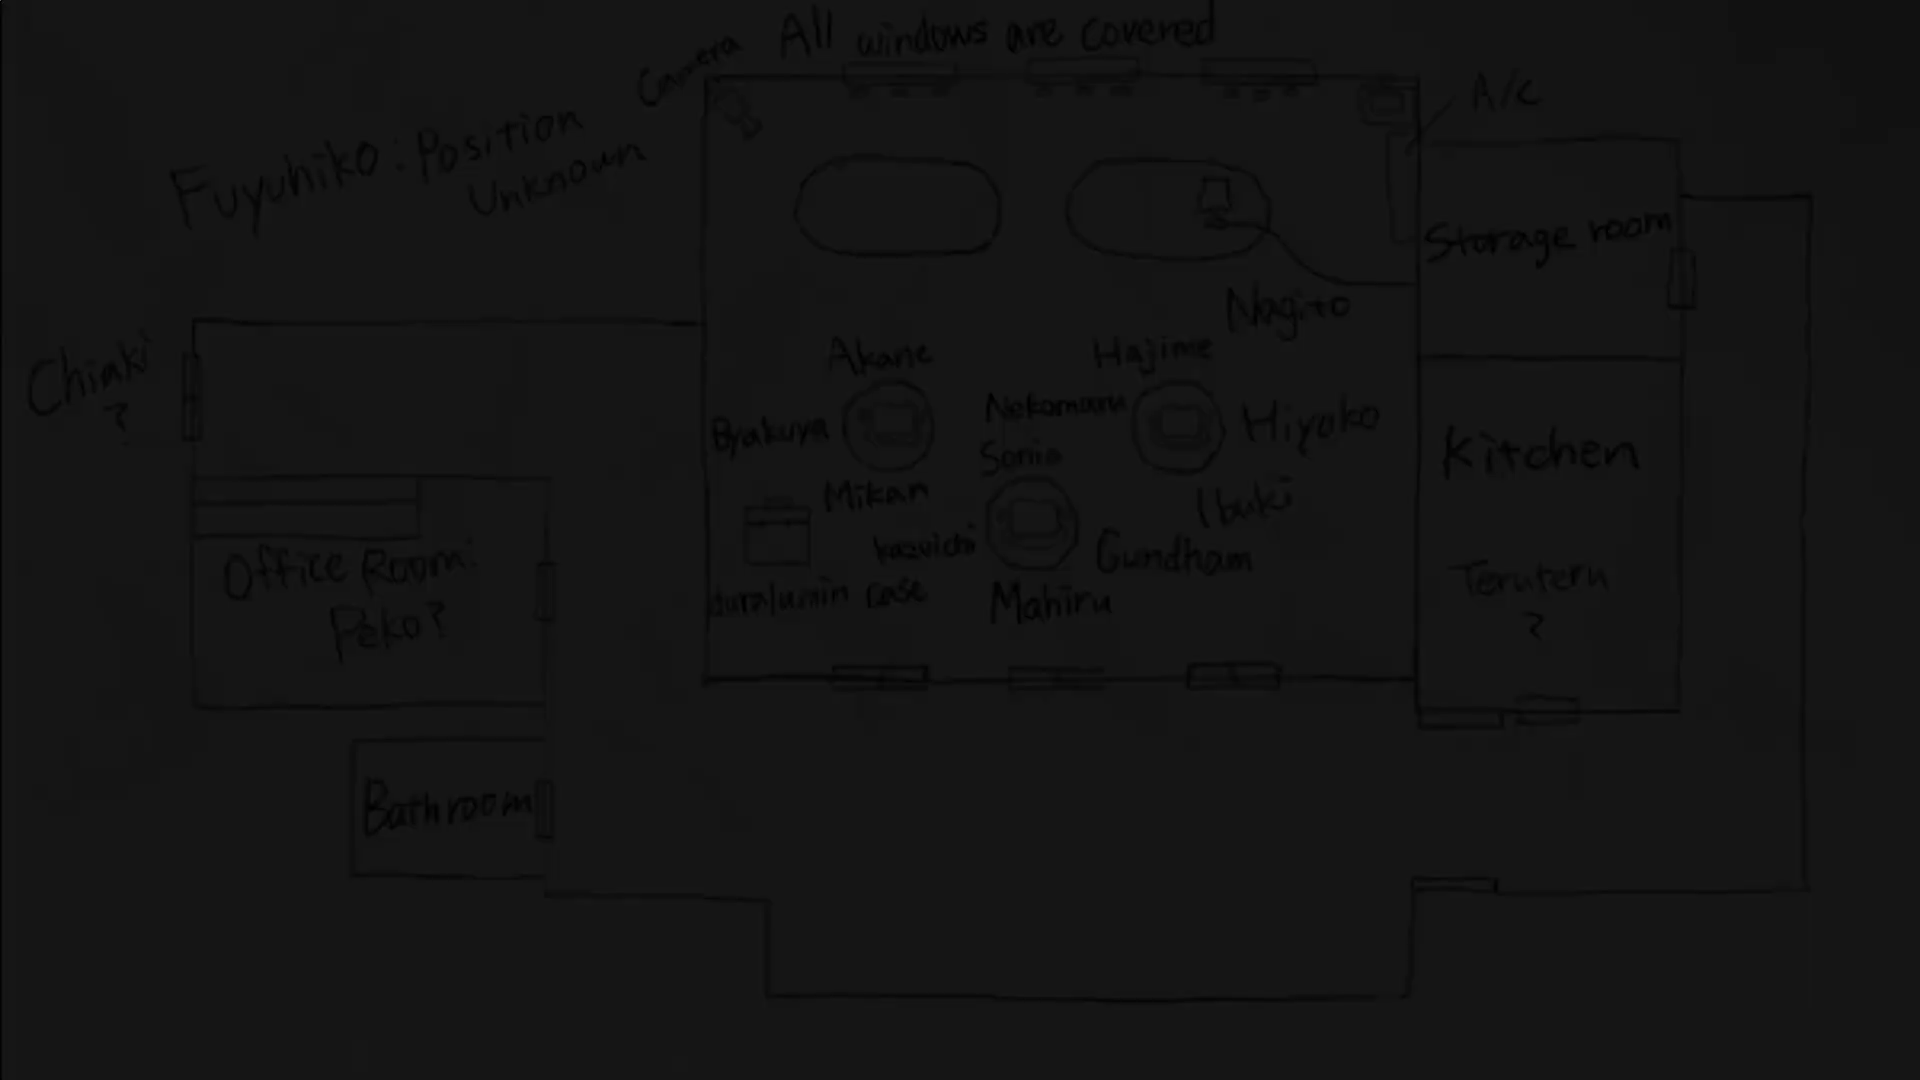 All windows are covered
Camera
A/C
Fuyuhiko: Position
Unknown
Storage room
Nagito
Chiaki
?
Akane
Hajime
Nekomaru
Byakuya
Hiyoko
Sonia
Kitchen
Mikan
Ibuki
kazuichi
Gundham
Office Room:
Peko?
duralumin case
Mahiru
Teruteru
?
Bathroom